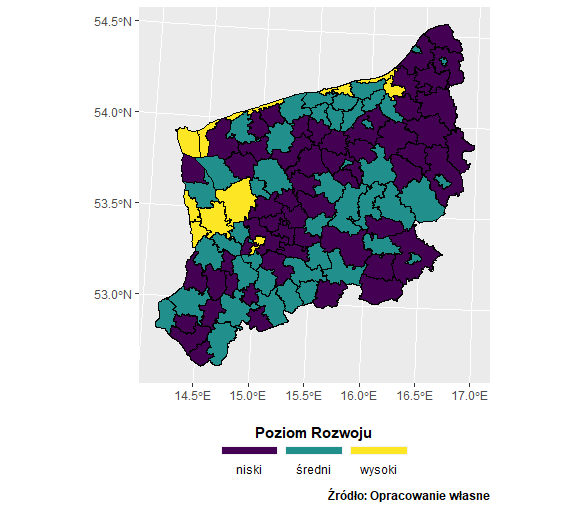 54.5°N
54.0°N
53.5°N
53.0°N
14.5°E 15.0°E 15.5°E 16.0°E 16.5°E 17.0°E
Poziom Rozwoju
niski średni wysoki
Źródło: Opracowanie własne